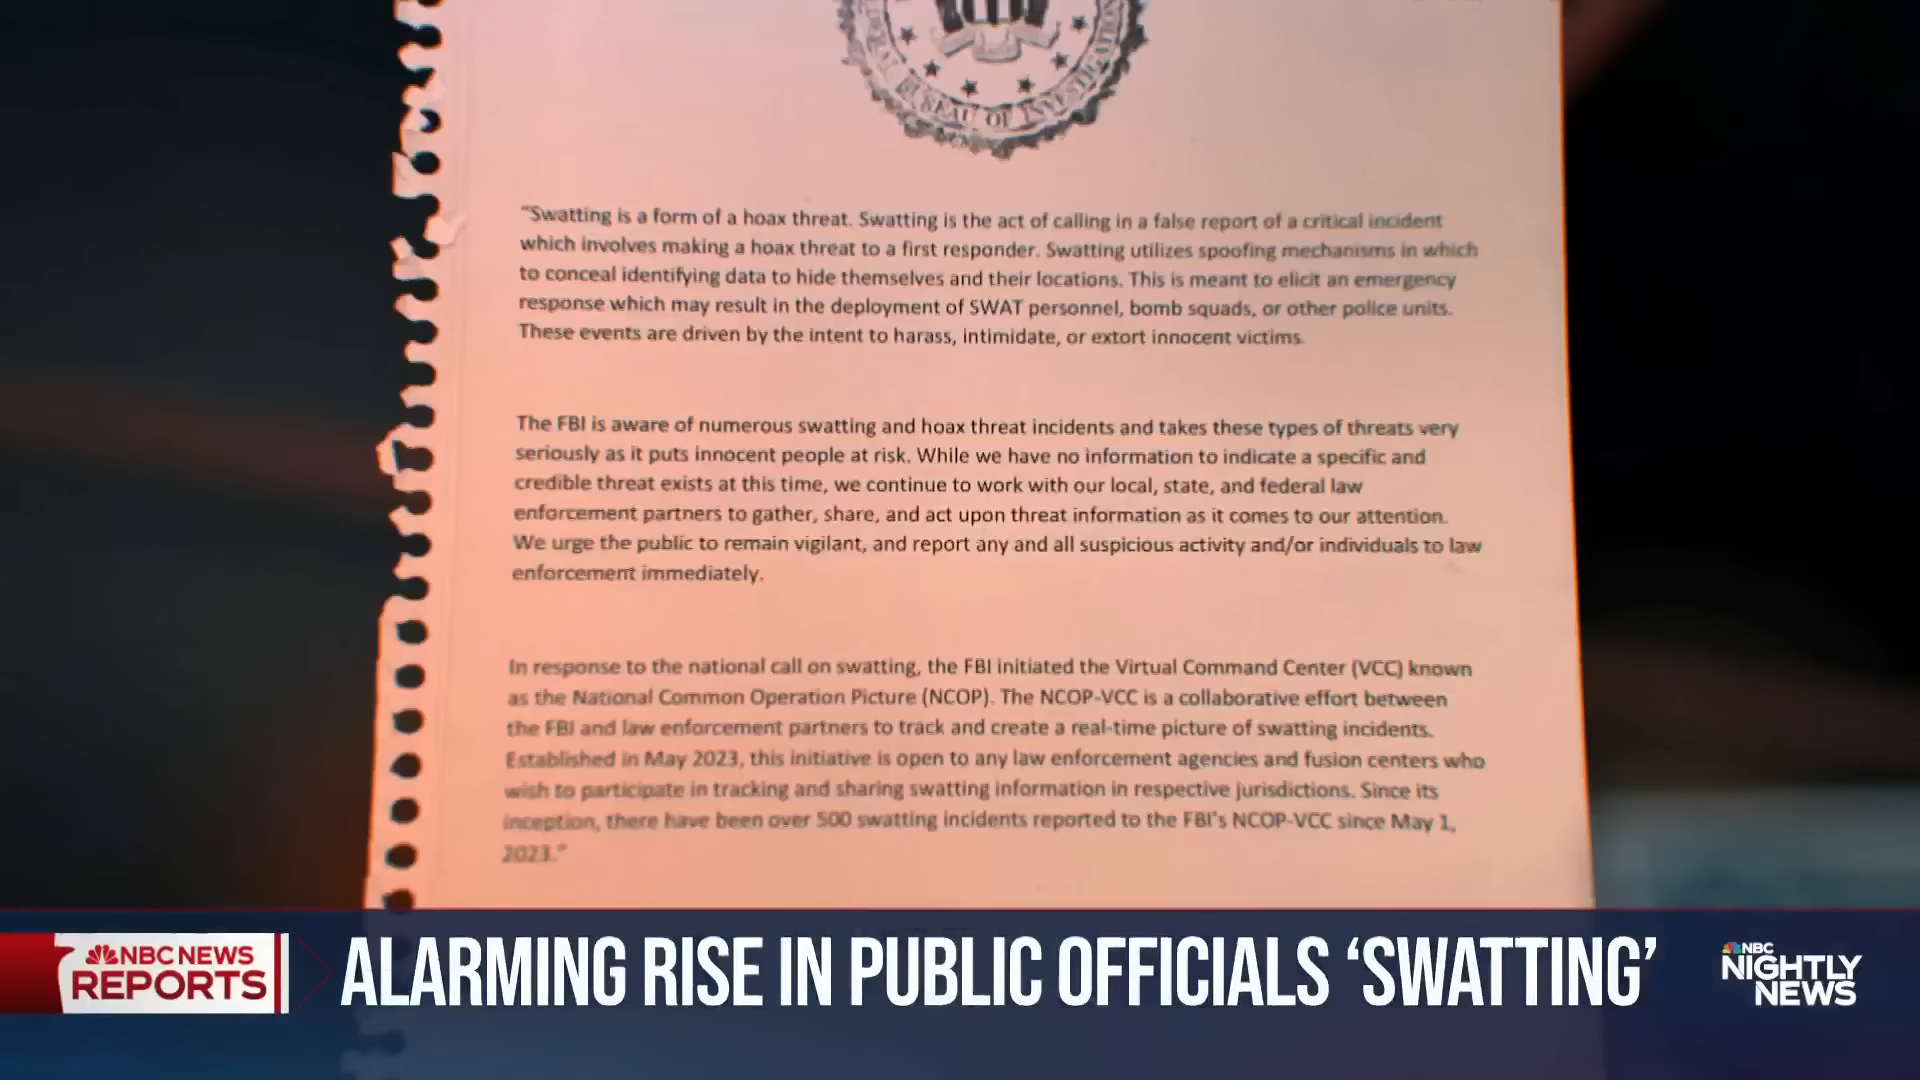 FEDERAL BUREAU OF INVESTIGATION
"Swatting is a form of a hoax threat. Swatting is the act of calling in a false report of a critical incident
which involves making a hoax threat to a first responder. Swatting utilizes spoofing mechanisms in which
to conceal identifying data to hide themselves and their locations. This is meant to elicit an emergency
response which may result in the deployment of SWAT personnel, bomb squads, or other police units.
These events are driven by the intent to harass, intimidate, or extort innocent victims.
The FBI is aware of numerous swatting and hoax threat incidents and takes these types of threats very
seriously as it puts innocent people at risk. While we have no information to indicate a specific and
credible threat exists at this time, we continue to work with our local, state, and federal law
enforcement partners to gather, share, and act upon threat information as it comes to our attention.
We urge the public to remain vigilant, and report any and all suspicious activity and/or individuals to law
enforcement immediately.
In response to the national call on swatting, the FBI initiated the Virtual Command Center (VCC) known
as the National Common Operation Picture (NCOP). The NCOP-VCC is a collaborative effort between
the FBI and law enforcement partners to track and create a real-time picture of swatting incidents.
Established in May 2023, this initiative is open to any law enforcement agencies and fusion centers who
wish to participate in tracking and sharing swatting information in respective jurisdictions. Since its
inception, there have been over 500 swatting incidents reported to the FBI's NCOP-VCC since May 1,
2023."
NBC NEWS
REPORTS
ALARMING RISE IN PUBLIC OFFICIALS 'SWATTING'
NBC
NIGHTLY
NEWS